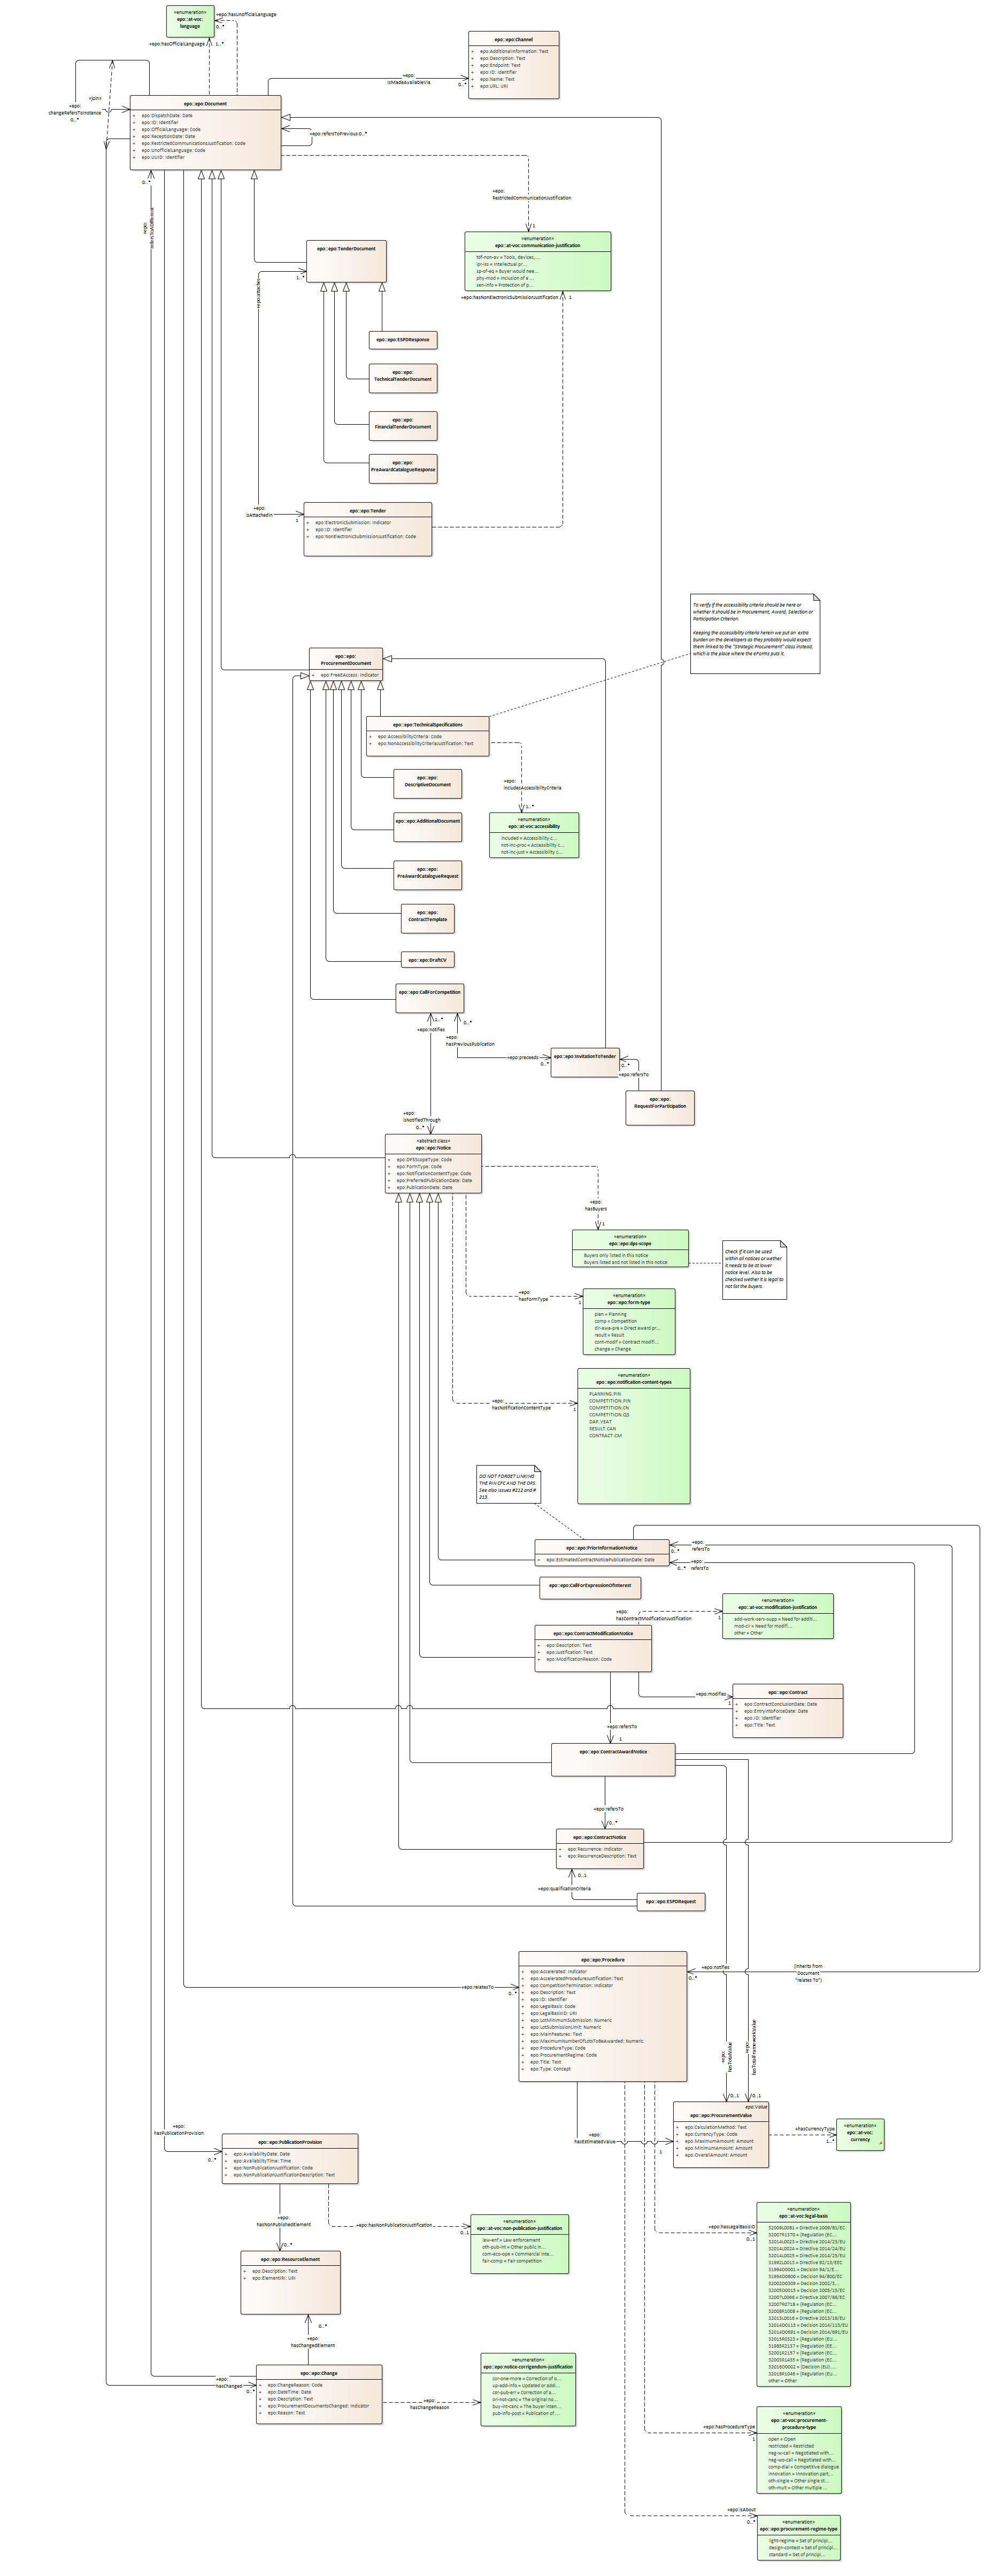 «enumeration»
epo::at-voc:
language
+epo:hasUnofficialLanguage
0..*
+epo:hasOfficialLanguage
1..*
epo::epo:Channel
+ epo:AdditionalInformation: Text
+ epo:Description: Text
+ epo:Endpoint: Text
+ epo:ID: Identifier
+ epo:Name: Text
+ epo:URL: URI
+epo:
isMadeAvailableVia
0..*
«join»
+epo:
changeRefersToInstance
0..*
epo::epo:Document
+ epo:DispatchDate: Date
+ epo:ID: Identifier
+ epo:OfficialLanguage: Code
+ epo:ReceptionDate: Date
+ epo:RestrictedCommunicationsJustification: Code
+ epo:UnofficialLanguage: Code
+ epo:UUID: Identifier
+epo:refersToPrevious 0..*
0..*
+epo:
+epo:
RestrictedCommunicationJustification
1
«enumeration»
epo::at-voc:communication-justification
tdf-non-av = Tools, devices,...
ipr-iss = Intellectual pr...
sp-of-eq = Buyer would nee...
phy-mod = Inclusion of a ...
sen-info = Protection of p...
+epo:hasNonElectronicSubmissionJustification
1
epo::epo:TenderDocument
1..*
+epo:attaches
epo::epo:ESPDResponse
epo::epo:
TechnicalTenderDocument
epo::epo:
FinancialTenderDocument
epo::epo:
PreAwardCatalogueResponse
+epo:
isAttachedIn
1
epo::epo:Tender
+ epo:ElectronicSubmission: Indicator
+ epo:ID: Identifier
+ epo:NonElectronicSubmissionJustification: Code
To verify if the accessibility criteria should be here or
whether it should be in Procurement, Award, Selection or
Participation Criterion.
Keeping the accessibility criteria herein we put an extra
burden on the developers as they probably would expect
them linked to the "Strategic Procurement" class instead,
which is the place where the eForms puts it.
epo::epo:
ProcurementDocument
+ epo:FreeEAccess: Indicator
epo::epo:TechnicalSpecifications
+ epo:AccessibilityCriteria: Code
+ epo:NonAccessibilityCriteriaJustification: Text
+epo:
includesAccessibilityCriteria
1..*
epo::epo:
DescriptiveDocument
«enumeration»
epo::at-voc:accessibility
included = Accessibility c...
not-inc-proc = Accessibility c...
not-inc-just = Accessibility c...
epo::epo:AdditionalDocument
epo::epo:
PreAwardCatalogueRequest
epo::epo:
ContractTemplate
epo::epo:DraftCV
epo::epo:CallForCompetition
1..*
0..*
+epo:notifies
+epo:
hasPreviousPublication
+epo:preceeds
0..*
epo::epo:InvitationToTender
0..*
+epo:refersTo
epo::epo:
RequestForParticipation
+epo:
isNotifiedThrough
0..*
«abstract:class»
epo::epo:Notice
+ epo:DPSScopeType: Code
+ epo:FormType: Code
+ epo:NotificationContentType: Code
+ epo:PreferredPublicationDate: Date
+ epo:PublicationDate: Date
+epo:
hasBuyers
1
«enumeration»
epo::epo:dps-scope
Buyers only listed in this notice
Buyers listed and not listed in this notice
Check if it can be used
within all notices or wether
it needs to be at lower
notice level. Also to be
checked wether it is legal to
not list the buyers.
+epo:
hasFormType
1
«enumeration»
epo::epo:form-type
plan = Planning
comp = Competition
dir-awa-pre = Direct award pr...
result = Result
cont-modif = Contract modifi...
change = Change
+epo:
hasNotificationContentType
1
«enumeration»
epo::epo:notification-content-types
PLANNING.PIN
COMPETITION.PIN
COMPETITION.CN
COMPETITION.QS
DAP.VEAT
RESULT.CAN
CONTRACT.CM
DO NOT FORGET LINKING
THE PIN CFC AND THE DPS.
See also issues #212 and #
213.
epo::epo:PriorInformationNotice
+ epo:EstimatedContractNoticePublicationDate: Date
+epo:
refersTo
0..*
+epo:
refersTo
0..*
epo::epo:CallForExpressionOfInterest
+epo:
hasContractModificationJustification
1
«enumeration»
epo::at-voc:modification-justification
add-work-serv-supp = Need for additi...
mod-cir = Need for modifi...
other = Other
epo::epo:ContractModificationNotice
+ epo:Description: Text
+ epo:Justification: Text
+ epo:ModificationReason: Code
+epo:modifies
1
epo::epo:Contract
+ epo:ContractConclusionDate: Date
+ epo:EntryIntoForceDate: Date
+ epo:ID: Identifier
+ epo:Title: Text
+epo:refersTo
1
epo::epo:ContractAwardNotice
+epo:refersTo
0..*
epo::epo:ContractNotice
+ epo:Recurrence: Indicator
+ epo:RecurrenceDescription: Text
0..1
+epo:qualificationCriteria
epo::epo:ESPDRequest
epo::epo:Procedure
+ epo:Accelerated: Indicator
+ epo:AcceleratedProcedureJustification: Text
+ epo:CompetitionTermination: Indicator
+ epo:Description: Text
+ epo:ID: Identifier
+ epo:LegalBasis: Code
+ epo:LegalBasisID: URI
+ epo:LotMinimumSubmission: Numeric
+ epo:LotSubmissionLimit: Numeric
+ epo:MainFeatures: Text
+ epo:MaximumNumberOfLotsToBeAwarded: Numeric
+ epo:ProcedureType: Code
+ epo:ProcurementRegime: Code
+ epo:Title: Text
+ epo:Type: Concept
+epo:relatesTo
0..*
+epo:notifies
0..*
(inherits from
Document
"relates To")
+epo:
hasTotalValue
0..1
+epo:
hasTotalFrameworkValue
0..1
+epo:
hasEstimatedValue
1
epo:Value
epo::epo:ProcurementValue
+ epo:CalculationMethod: Text
+ epo:CurrencyType: Code
+ epo:MaximumAmount: Amount
+ epo:MinimumAmount: Amount
+ epo:OverallAmount: Amount
+hasCurrencyType
1..*
«enumeration»
epo::at-voc:
currency
+epo:
hasPublicationProvision
0..*
epo::epo:PublicationProvision
+ epo:AvailabilityDate: Date
+ epo:AvailabilityTime: Time
+ epo:NonPublicationJustification: Code
+ epo:NonPublicationJustificationDescription: Text
+epo:
hasNonPublishedElement
0..*
+epo:hasNonPublicationJustification
0..1
«enumeration»
epo::at-voc:non-publication-justification
law-enf = Law enforcement
oth-pub-int = Other public in...
com-eco-ope = Commercial inte...
fair-comp = Fair competition
epo::epo:ResourceElement
+ epo:Description: Text
+ epo:ElementIRI: URI
0..*
+epo:
hasChangedElement
+epo:hasLegalBasisID
0..1
«enumeration»
epo::at-voc:legal-basis
32009L0081 = Directive 2009/81/EC
32007R1370 = (Regulation (EC...
32014L0023 = Directive 2014/23/EU
32014L0024 = Directive 2014/24/EU
32014L0025 = Directive 2014/25/EU
31992L0013 = Directive 92/13/EEC
31994D0001 = Decision 94/1/E...
31994D0800 = Decision 94/800/EC
32002D0309 = Decision 2002/3...
32005D0015 = Decision 2005/15/EC
32007L0066 = Directive 2007/66/EC
32007R0718 = (Regulation (EC...
32008R1008 = (Regulation (EC...
32013L0016 = Directive 2013/16/EU
32014D0115 = Decision 2014/115/EU
32014D0691 = Decision 2014/691/EU
32015R0323 = (Regulation (EU...
31985R2137 = (Regulation (EE...
32001R2157 = (Regulation (EC...
32003R1435 = (Regulation (EC...
32016D0002 = (Decision (EU) ...
32018R1046 = (Regulation (EU...
other = Other
+epo:
hasChanged
0..*
epo::epo:Change
+ epo:ChangeReason: Code
+ epo:DateTime: Date
+ epo:Description: Text
+ epo:ProcurementDocumentsChanged: Indicator
+ epo:Reason: Text
+epo:
hasChangeReason
«enumeration»
epo::epo:notice-corrigendum-justification
cor-one-more = Correction of o...
up-add-info = Updated or addi...
cor-pub-err = Correction of a...
ori-not-canc = The original no...
buy-int-canc = The buyer inten...
pub-info-post = Publication of ...
+epo:hasProcedureType
1
«enumeration»
epo::at-voc:procurement-
procedure-type
open = Open
restricted = Restricted
neg-w-call = Negotiated with...
neg-wo-call = Negotiated with...
comp-dial = Competitive dialogue
innovation = Innovation part...
oth-single = Other single st...
oth-mult = Other multiple ...
+epo:isAbout
0..*
«enumeration»
epo::epo:procurement-regime-type
light-regime = Set of principl...
design-contest = Set of princi...
standard = Set of princi...